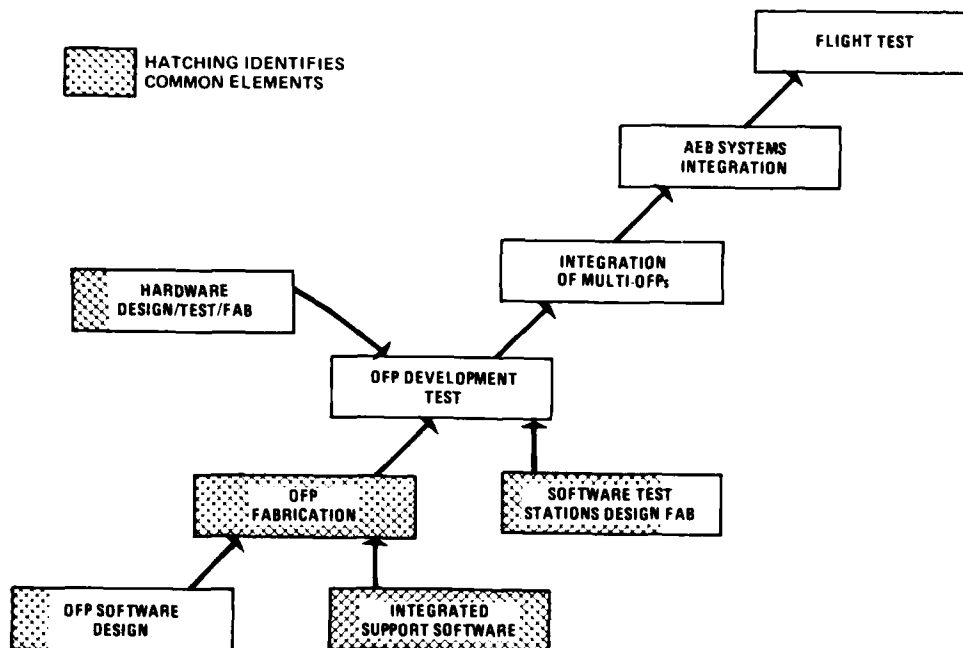 HATCHING IDENTIFIES
COMMON ELEMENTS
FLIGHT TEST
AEB SYSTEMS
INTEGRATION
INTEGRATION
OF MULTI-OFPs
HARDWARE
DESIGN/TEST/FAB
OFP DEVELOPMENT
TEST
OFP
FABRICATION
SOFTWARE TEST
STATIONS DESIGN FAB
OFP SOFTWARE
DESIGN
INTEGRATED
SUPPORT SOFTWARE